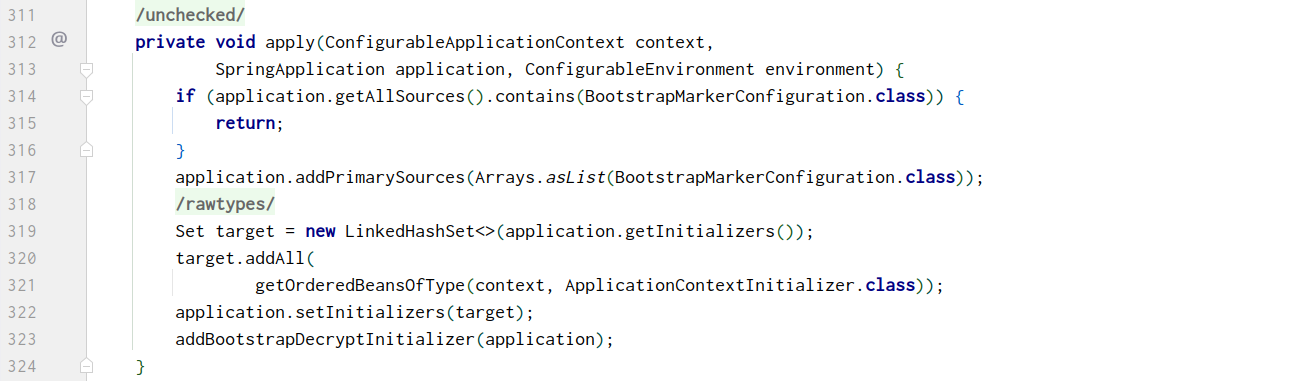 311 /unchecked/
312 @ private void apply(ConfigurableApplicationContext context,
313 SpringApplication application, ConfigurableEnvironment environment) {
314 if (application.getAllSources().contains(BootstrapMarkerConfiguration.class)) {
315 return;
316 }
317 application.addPrimarySources(Arrays.asList(BootstrapMarkerConfiguration.class));
318 /rawtypes/
319 Set target = new LinkedHashSet<>(application.getInitializers());
320 target.addAll(
321 getOrderedBeansOfType(context, ApplicationContextInitializer.class));
322 application.setInitializers(target);
323 addBootstrapDecryptInitializer(application);
324 }